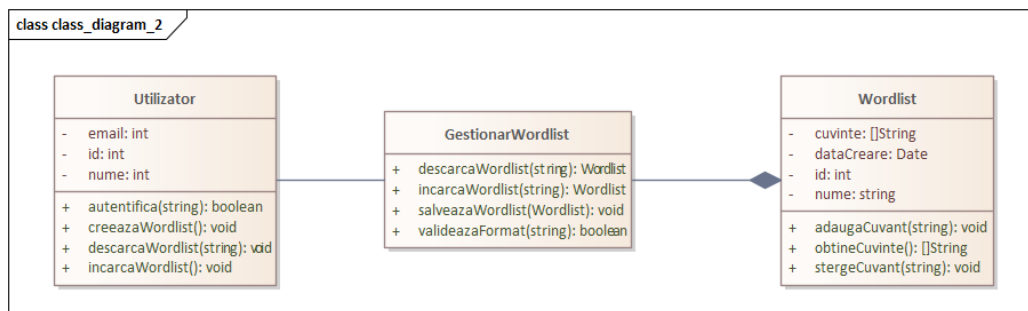 class class_diagram_2
Utilizator
- email: int
- id: int
- nume: int
+ autentifica(string): boolean
+ creeazaWordlist(): void
+ descarcaWordlist(string): void
+ incarcaWordlist(): void
GestionarWordlist
+ descarcaWordlist(string): Wordlist
+ incarcaWordlist(string): Wordlist
+ salveazaWordlist(Wordlist): void
+ valideazaFormat(string): boolean
Wordlist
- cuvinte: []String
- dataCreare: Date
- id: int
- nume: string
+ adaugaCuvant(string): void
+ obtineCuvinte(): []String
+ stergeCuvant(string): void